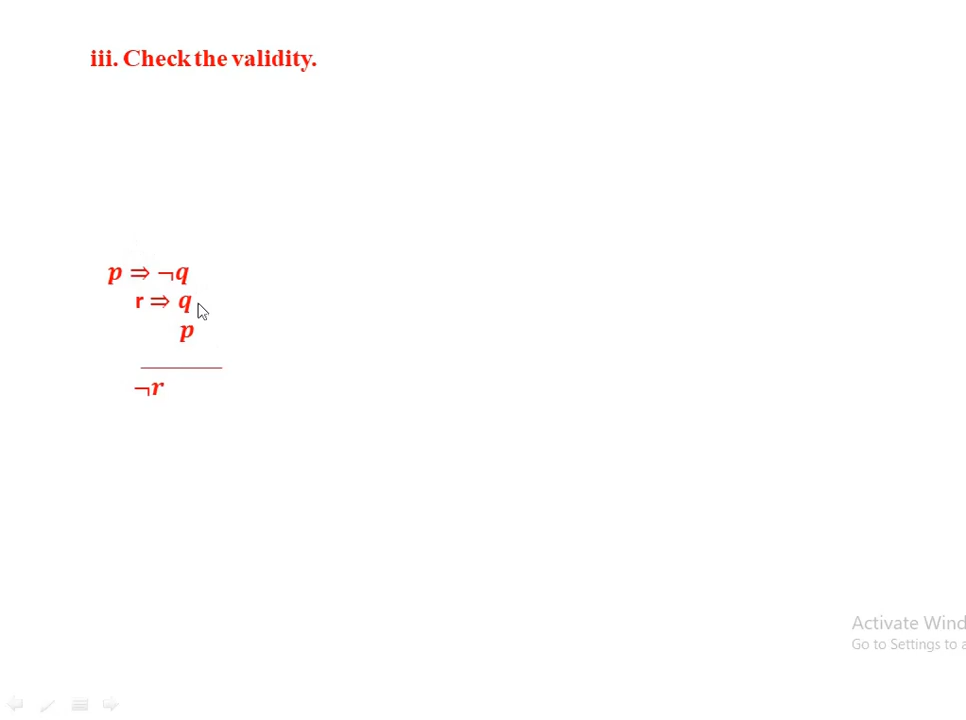 iii. Check the validity.
p ⇒ ¬q
r ⇒ q
p
¬r
Activate Wind
Go to Settings to a